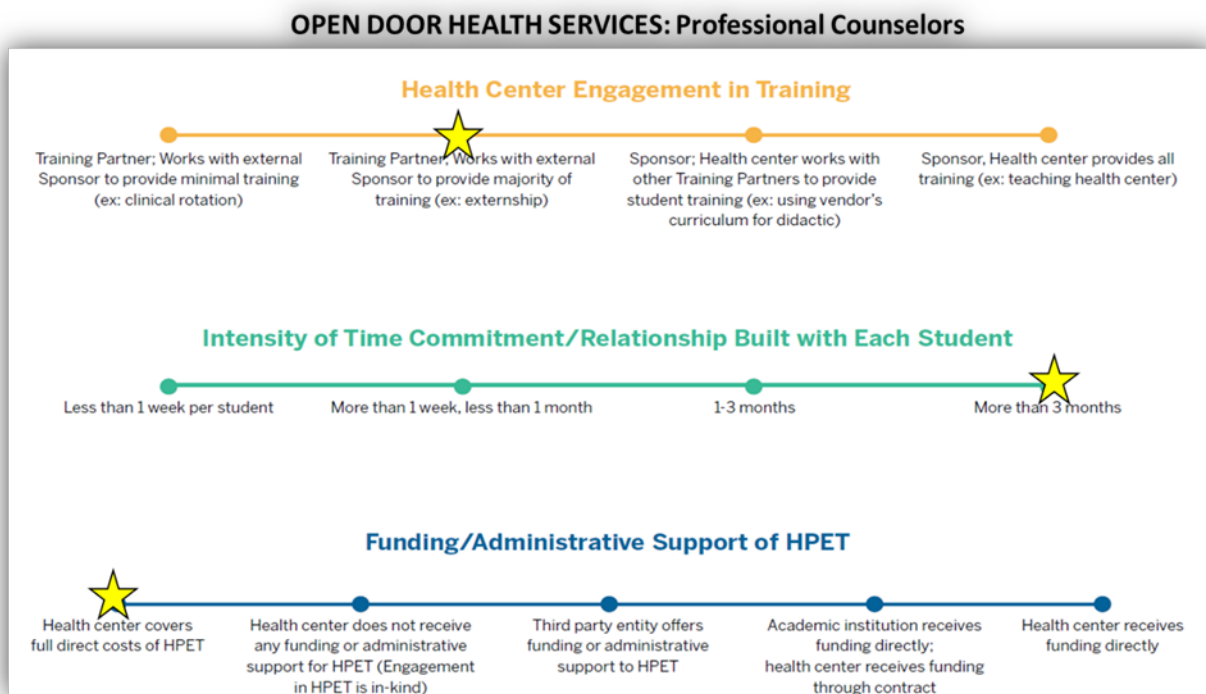 OPEN DOOR HEALTH SERVICES: Professional Counselors
Health Center Engagement in Training
Training Partner; Works with external
Sponsor to provide minimal training
(ex: clinical rotation)
Training Partner; Works with external
Sponsor to provide majority of
training (ex: externship)
Sponsor; Health center works with
other Training Partners to provide
student training (ex: using vendor's
curriculum for didactic)
Sponsor, Health center provides all
training (ex: teaching health center)
Intensity of Time Commitment/Relationship Built with Each Student
Less than 1 week per student
More than 1 week, less than 1 month
1-3 months
More than 3 months
Funding/Administrative Support of HPET
Health center covers
full direct costs of HPET
Health center does not receive
any funding or administrative
support for HPET (Engagement
in HPET is in-kind)
Third party entity offers
funding or administrative
support to HPET
Academic institution receives
funding directly;
health center receives funding
through contract
Health center receives
funding directly